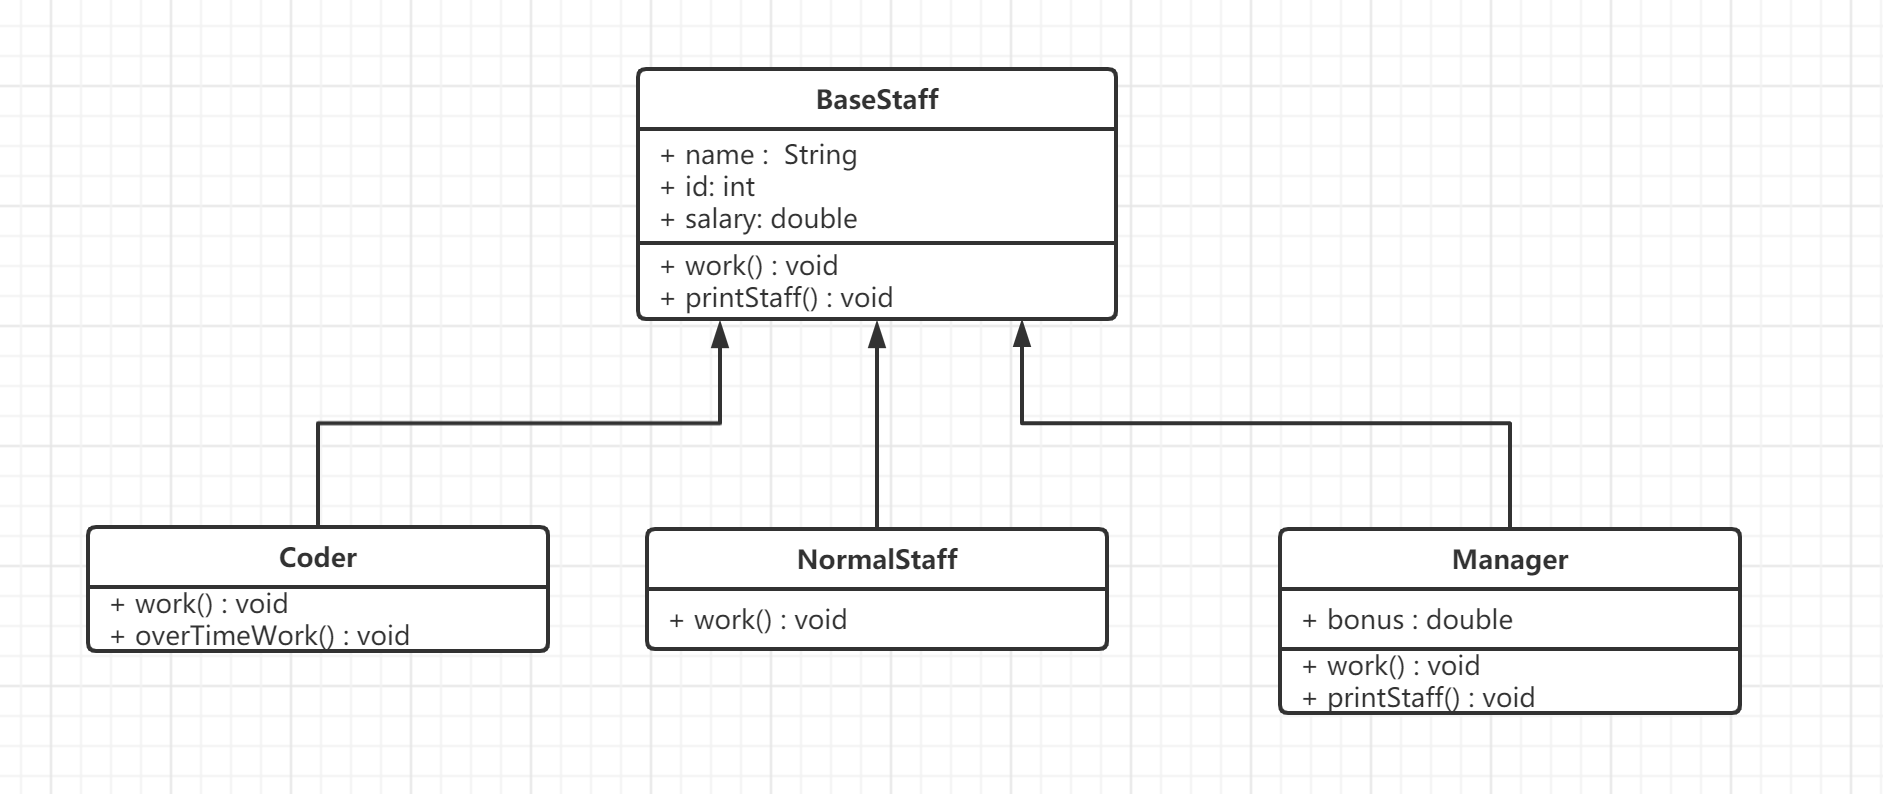 BaseStaff
+ name :  String
+ id: int
+ salary: double
+ work() : void
+ printStaff() : void
Coder
+ work() : void
+ overTimeWork() : void
NormalStaff
+ work() : void
Manager
+ bonus : double
+ work() : void
+ printStaff() : void